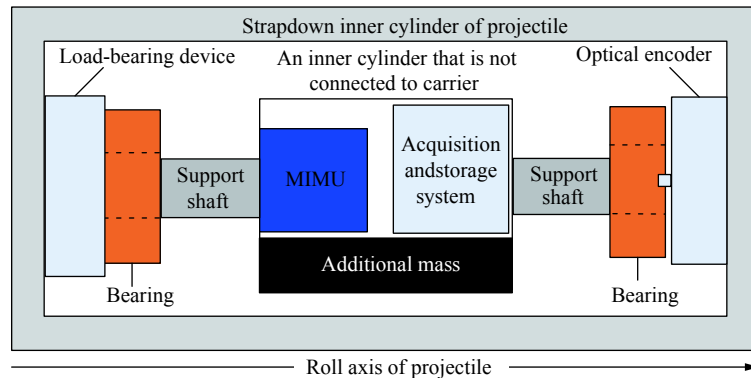 Strapdown inner cylinder of projectile
Load-bearing device
An inner cylinder that is not
connected to carrier
Optical encoder
Support
shaft
MIMU
Acquisition
andstorage
system
Support
shaft
Additional mass
Bearing
Bearing
Roll axis of projectile